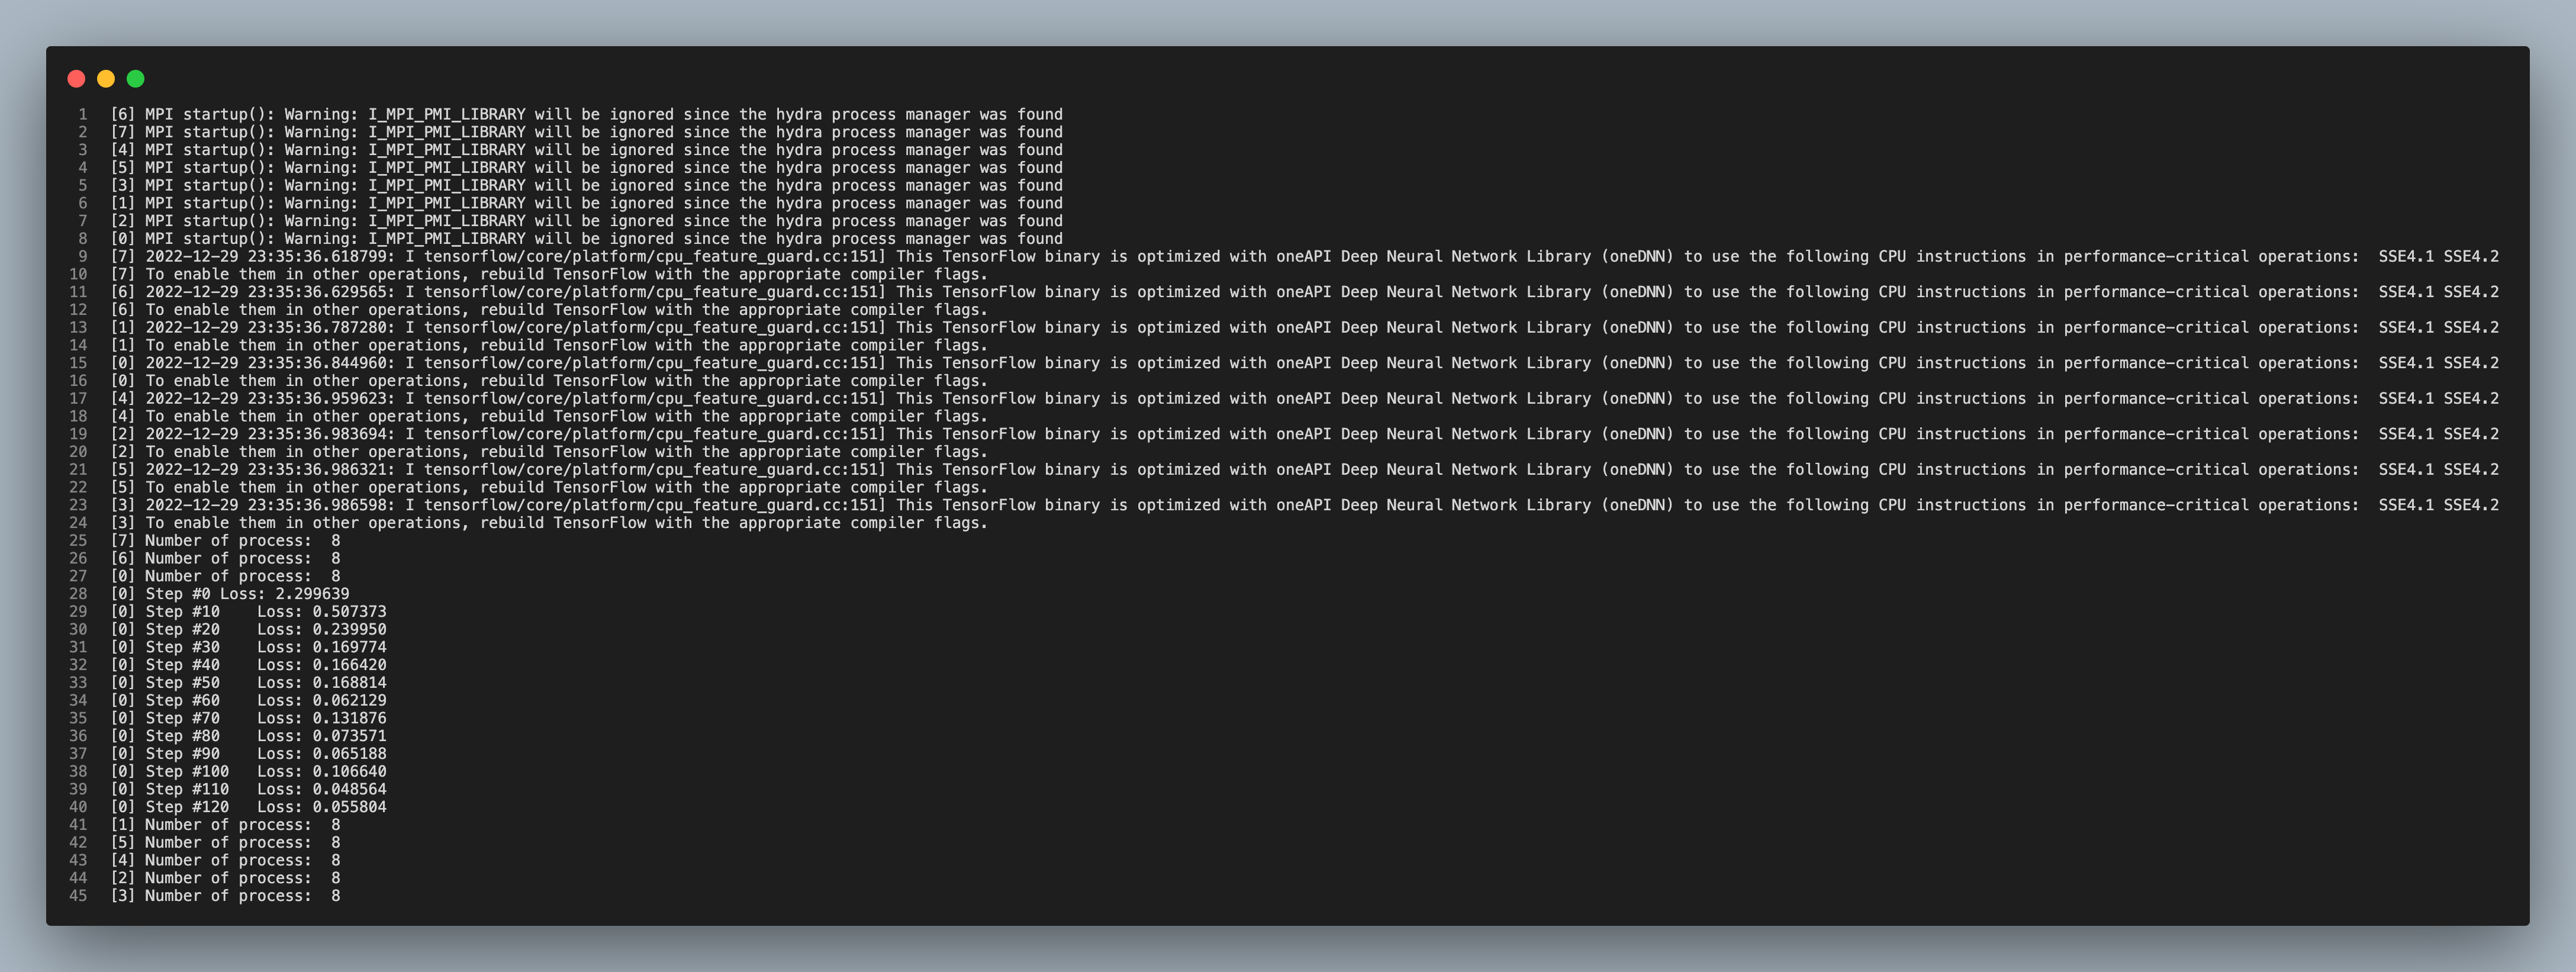 1 [6] MPI startup(): Warning: I_MPI_PMI_LIBRARY will be ignored since the hydra process manager was found
2 [7] MPI startup(): Warning: I_MPI_PMI_LIBRARY will be ignored since the hydra process manager was found
3 [4] MPI startup(): Warning: I_MPI_PMI_LIBRARY will be ignored since the hydra process manager was found
4 [5] MPI startup(): Warning: I_MPI_PMI_LIBRARY will be ignored since the hydra process manager was found
5 [3] MPI startup(): Warning: I_MPI_PMI_LIBRARY will be ignored since the hydra process manager was found
6 [1] MPI startup(): Warning: I_MPI_PMI_LIBRARY will be ignored since the hydra process manager was found
7 [2] MPI startup(): Warning: I_MPI_PMI_LIBRARY will be ignored since the hydra process manager was found
8 [0] MPI startup(): Warning: I_MPI_PMI_LIBRARY will be ignored since the hydra process manager was found
9 [7] 2022-12-29 23:35:36.618799: I tensorflow/core/platform/cpu_feature_guard.cc:151] This TensorFlow binary is optimized with oneAPI Deep Neural Network Library (oneDNN) to use the following CPU instructions in performance-critical operations:  SSE4.1 SSE4.2
10 [7] To enable them in other operations, rebuild TensorFlow with the appropriate compiler flags.
11 [6] 2022-12-29 23:35:36.629565: I tensorflow/core/platform/cpu_feature_guard.cc:151] This TensorFlow binary is optimized with oneAPI Deep Neural Network Library (oneDNN) to use the following CPU instructions in performance-critical operations:  SSE4.1 SSE4.2
12 [6] To enable them in other operations, rebuild TensorFlow with the appropriate compiler flags.
13 [1] 2022-12-29 23:35:36.787280: I tensorflow/core/platform/cpu_feature_guard.cc:151] This TensorFlow binary is optimized with oneAPI Deep Neural Network Library (oneDNN) to use the following CPU instructions in performance-critical operations:  SSE4.1 SSE4.2
14 [1] To enable them in other operations, rebuild TensorFlow with the appropriate compiler flags.
15 [0] 2022-12-29 23:35:36.844960: I tensorflow/core/platform/cpu_feature_guard.cc:151] This TensorFlow binary is optimized with oneAPI Deep Neural Network Library (oneDNN) to use the following CPU instructions in performance-critical operations:  SSE4.1 SSE4.2
16 [0] To enable them in other operations, rebuild TensorFlow with the appropriate compiler flags.
17 [4] 2022-12-29 23:35:36.959623: I tensorflow/core/platform/cpu_feature_guard.cc:151] This TensorFlow binary is optimized with oneAPI Deep Neural Network Library (oneDNN) to use the following CPU instructions in performance-critical operations:  SSE4.1 SSE4.2
18 [4] To enable them in other operations, rebuild TensorFlow with the appropriate compiler flags.
19 [2] 2022-12-29 23:35:36.983694: I tensorflow/core/platform/cpu_feature_guard.cc:151] This TensorFlow binary is optimized with oneAPI Deep Neural Network Library (oneDNN) to use the following CPU instructions in performance-critical operations:  SSE4.1 SSE4.2
20 [2] To enable them in other operations, rebuild TensorFlow with the appropriate compiler flags.
21 [5] 2022-12-29 23:35:36.986321: I tensorflow/core/platform/cpu_feature_guard.cc:151] This TensorFlow binary is optimized with oneAPI Deep Neural Network Library (oneDNN) to use the following CPU instructions in performance-critical operations:  SSE4.1 SSE4.2
22 [5] To enable them in other operations, rebuild TensorFlow with the appropriate compiler flags.
23 [3] 2022-12-29 23:35:36.986598: I tensorflow/core/platform/cpu_feature_guard.cc:151] This TensorFlow binary is optimized with oneAPI Deep Neural Network Library (oneDNN) to use the following CPU instructions in performance-critical operations:  SSE4.1 SSE4.2
24 [3] To enable them in other operations, rebuild TensorFlow with the appropriate compiler flags.
25 [7] Number of process:  8
26 [6] Number of process:  8
27 [0] Number of process:  8
28 [0] Step #0 Loss: 2.299639
29 [0] Step #10    Loss: 0.507373
30 [0] Step #20    Loss: 0.239950
31 [0] Step #30    Loss: 0.169774
32 [0] Step #40    Loss: 0.166420
33 [0] Step #50    Loss: 0.168814
34 [0] Step #60    Loss: 0.062129
35 [0] Step #70    Loss: 0.131876
36 [0] Step #80    Loss: 0.073571
37 [0] Step #90    Loss: 0.065188
38 [0] Step #100   Loss: 0.106640
39 [0] Step #110   Loss: 0.048564
40 [0] Step #120   Loss: 0.055804
41 [1] Number of process:  8
42 [5] Number of process:  8
43 [4] Number of process:  8
44 [2] Number of process:  8
45 [3] Number of process:  8